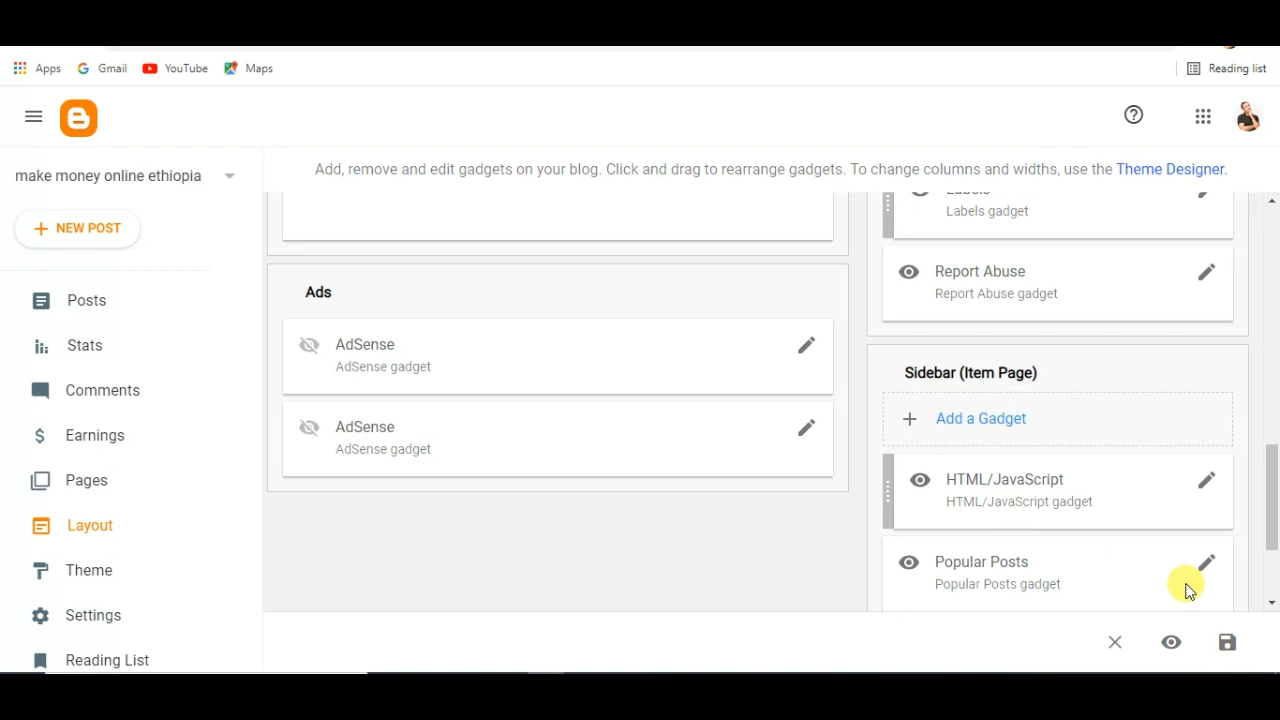 Apps
Gmail
YouTube
Maps
Reading list
make money online ethiopia
Add, remove and edit gadgets on your blog. Click and drag to rearrange gadgets. To change columns and widths, use the Theme Designer.
NEW POST
Posts
Stats
Comments
Earnings
Pages
Layout
Theme
Settings
Reading List
Ads
AdSense
AdSense gadget
AdSense
AdSense gadget
Labels
Labels gadget
Report Abuse
Report Abuse gadget
Sidebar (Item Page)
Add a Gadget
HTML/JavaScript
HTML/JavaScript gadget
Popular Posts
Popular Posts gadget